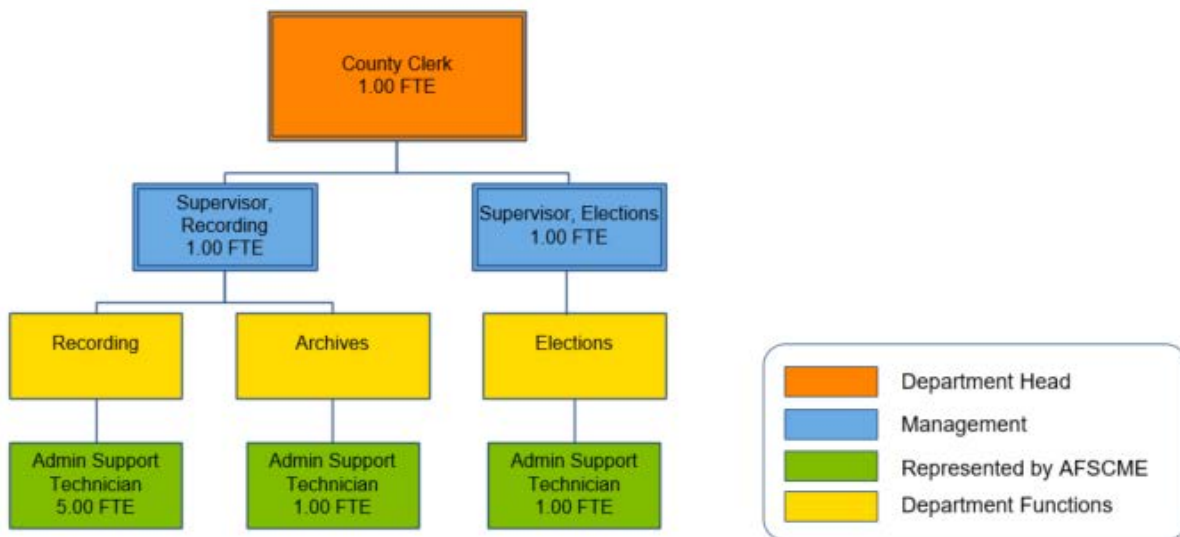 County Clerk
1.00 FTE
Supervisor,
Recording
1.00 FTE
Supervisor, Elections
1.00 FTE
Recording
Archives
Elections
Admin Support
Technician
5.00 FTE
Admin Support
Technician
1.00 FTE
Admin Support
Technician
1.00 FTE
Department Head
Management
Represented by AFSCME
Department Functions